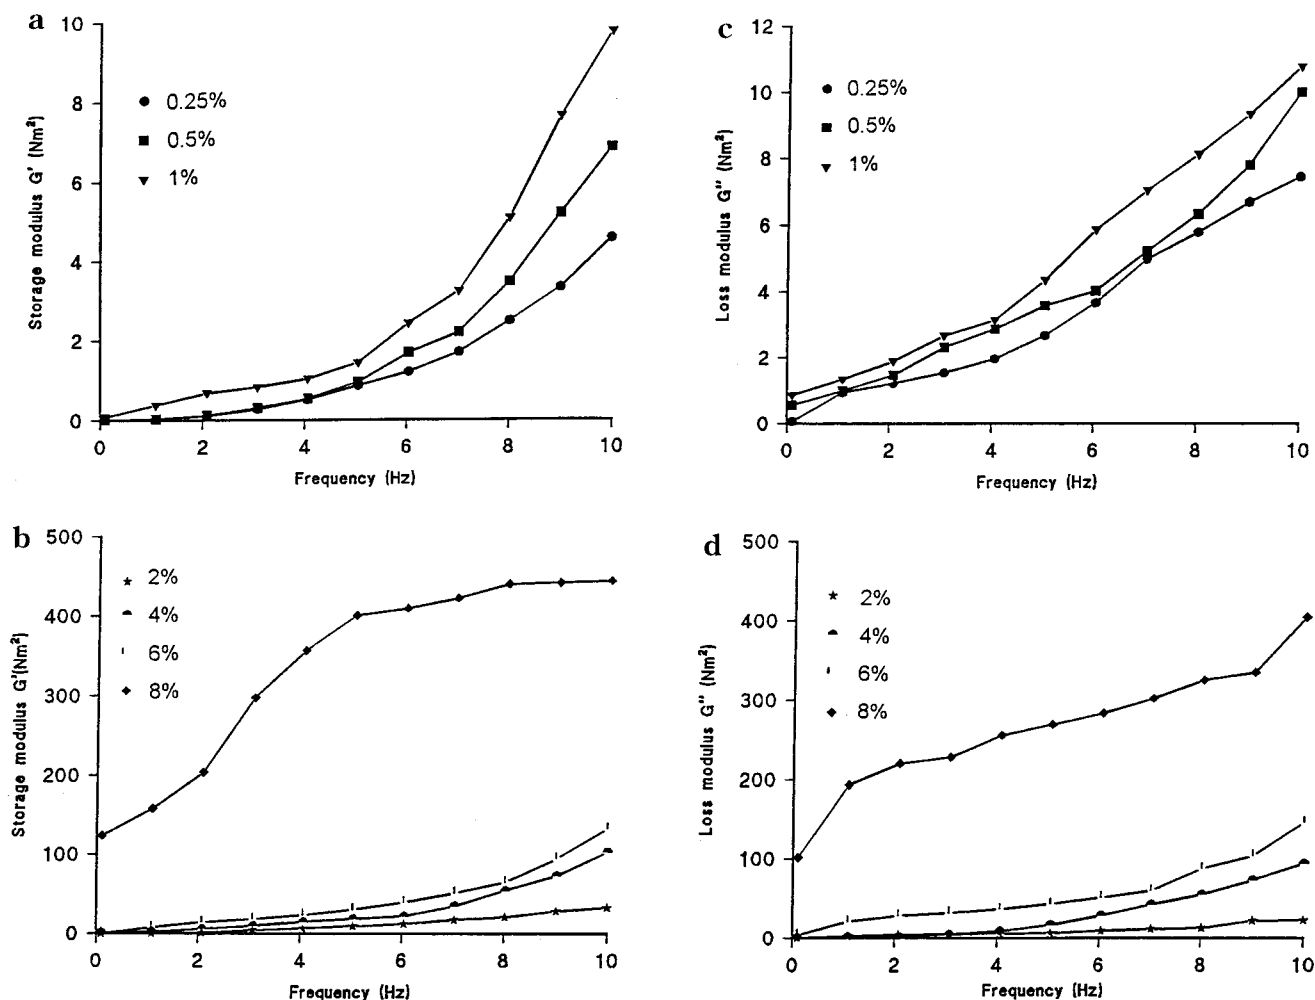 a
Storage modulus G' (Nm²)
10
8
6
4
2
0
0.25%
0.5%
1%
0 2 4 6 8 10
Frequency (Hz)
c
Loss modulus G" (Nm²)
12
10
8
6
4
2
0
0.25%
0.5%
1%
0 2 4 6 8 10
Frequency (Hz)
b
Storage modulus G'(Nm²)
500
400
300
200
100
0
2%
4%
6%
8%
0 2 4 6 8 10
Frequency (Hz)
d
Loss modulus G" (Nm²)
500
400
300
200
100
0
2%
4%
6%
8%
0 2 4 6 8 10
Frequency (Hz)